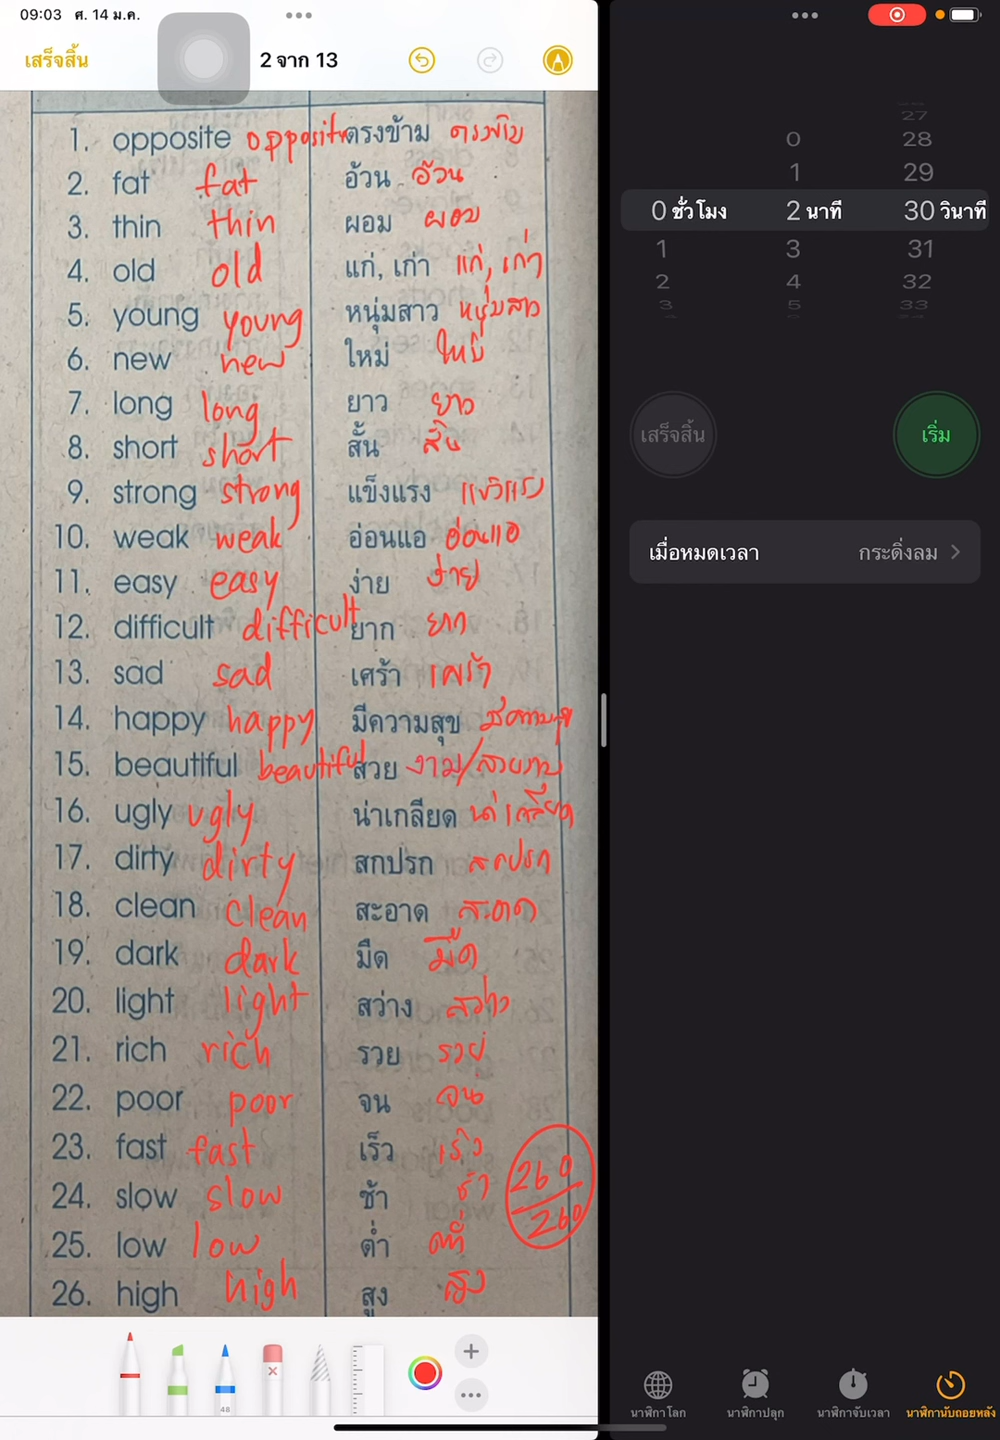 09:03 ศ. 14 ม.ค.
เสร็จสิ้น 2 จาก 13
1. opposite opposite ตรงข้าม ตรงข้าม
2. fat fat อ้วน อ้วน
3. thin thin ผอม ผอม
4. old old แก่, เก่า แก่, เก่า
5. young young หนุ่มสาว หนุ่มสาว
6. new new ใหม่ ใหม่
7. long long ยาว ยาว
8. short short สั้น สั้น
9. strong strong แข็งแรง แข็งแรง
10. weak weak อ่อนแอ อ่อนแอ
11. easy easy ง่าย ง่าย
12. difficult difficult ยาก ยาก
13. sad sad เศร้า เศร้า
14. happy happy มีความสุข มีความสุข
15. beautiful beautiful สวย งาม/สวยงาม
16. ugly ugly น่าเกลียด น่าเกลียด
17. dirty dirty สกปรก สกปรก
18. clean clean สะอาด สะอาด
19. dark dark มืด มืด
20. light light สว่าง สว่าง
21. rich rich รวย รวย
22. poor poor จน จน
23. fast fast เร็ว เร็ว
24. slow slow ช้า ช้า
25. low low ต่ำ ต่ำ
26. high high สูง สูง
260
260
48
27
0 28
1 29
0 ชั่วโมง 2 นาที 30 วินาที
1 3 31
2 4 32
3 5 33
เสร็จสิ้น เริ่ม
เมื่อหมดเวลา กระดิ่งลม
นาฬิกาโลก นาฬิกาปลุก นาฬิกาจับเวลา นาฬิกานับถอยหลัง